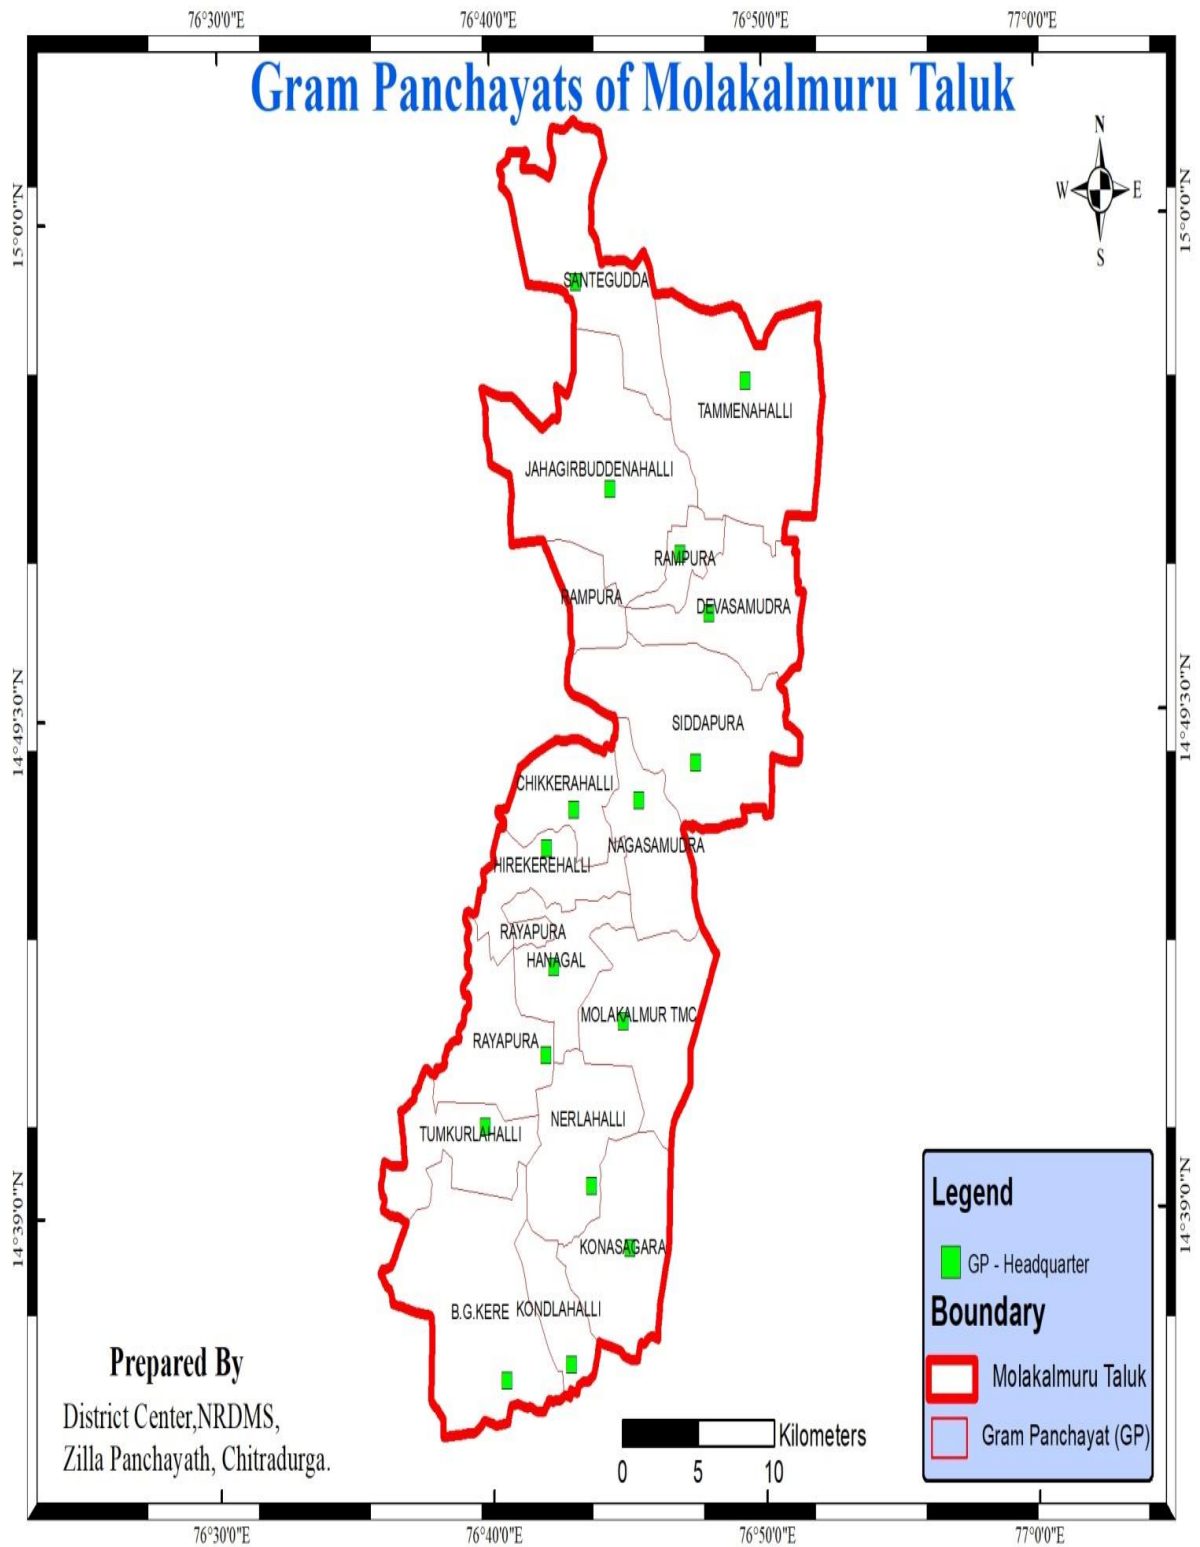 76°30'0"E 76°40'0"E 76°50'0"E 77°0'0"E
Gram Panchayats of Molakalmuru Taluk
N
W E
S
15°0'0"N 15°0'0"N
SANTEGUDDA
TAMMENAHALLI
JAHAGIRBUDDENAHALLI
RAMPURA
RAMPURA
DEVASAMUDRA
14°49'30"N 14°49'30"N
SIDDAPURA
CHIKKERAHALLI
NAGASAMUDRA
HIREKEREHALLI
RAYAPURA
HANAGAL
MOLAKALMUR TMC
RAYAPURA
NERLAHALLI
TUMKURLAHALLI
14°39'0"N 14°39'0"N
KONASAGARA
B.G.KERE KONDLAHALLI
Legend
GP - Headquarter
Boundary
Molakalmuru Taluk
Gram Panchayat (GP)
Prepared By
District Center,NRDMS,
Zilla Panchayath, Chitradurga.
Kilometers
0 5 10
76°30'0"E 76°40'0"E 76°50'0"E 77°0'0"E